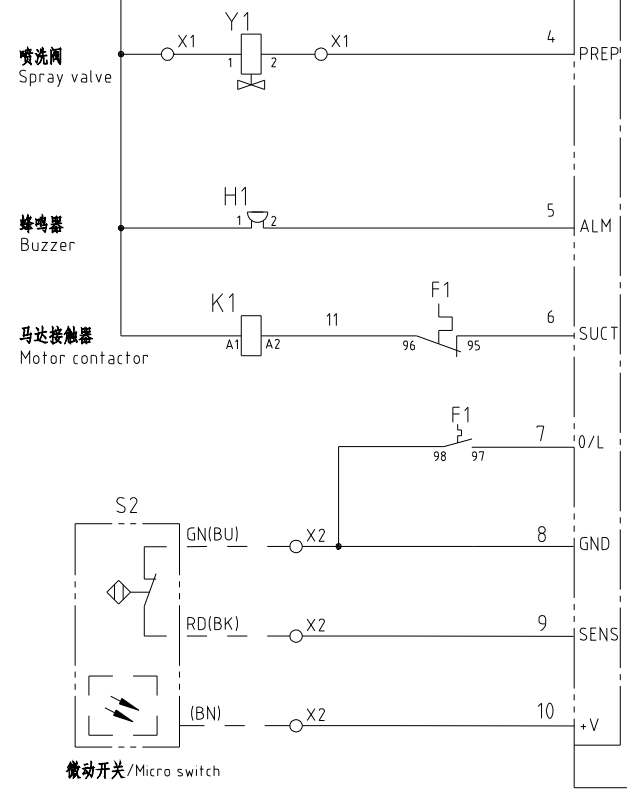 Y1
X1
X1
1
2
4
PREP
喷洗阀
Spray valve
H1
1
2
5
ALM
蜂鸣器
Buzzer
K1
F1
11
6
SUCT
A1
A2
96
95
马达接触器
Motor contactor
F1
7
O/L
98
97
S2
GN(BU)
X2
8
GND
RD(BK)
X2
9
SENS
(BN)
X2
10
+V
微动开关/Micro switch